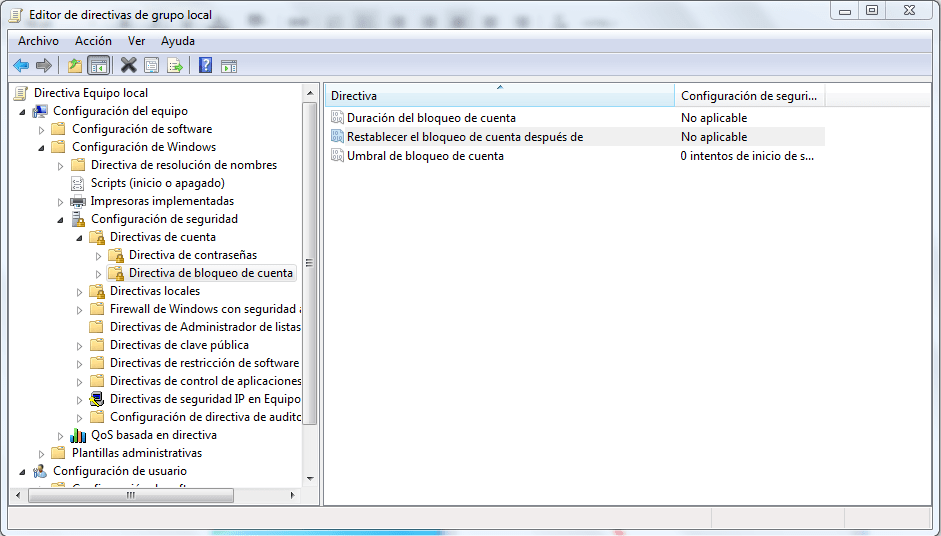 Editor de directivas de grupo local
Archivo Acción Ver Ayuda
Directiva Equipo local
Configuración del equipo
Configuración de software
Configuración de Windows
Directiva de resolución de nombres
Scripts (inicio o apagado)
Impresoras implementadas
Configuración de seguridad
Directivas de cuenta
Directiva de contraseñas
Directiva de bloqueo de cuenta
Directivas locales
Firewall de Windows con seguridad a
Directivas de Administrador de listas
Directivas de clave pública
Directivas de restricción de software
Directivas de control de aplicaciones
Directivas de seguridad IP en Equipo
Configuración de directiva de audito
QoS basada en directiva
Plantillas administrativas
Configuración de usuario
Directiva Configuración de seguri...
Duración del bloqueo de cuenta No aplicable
Restablecer el bloqueo de cuenta después de No aplicable
Umbral de bloqueo de cuenta 0 intentos de inicio de s...